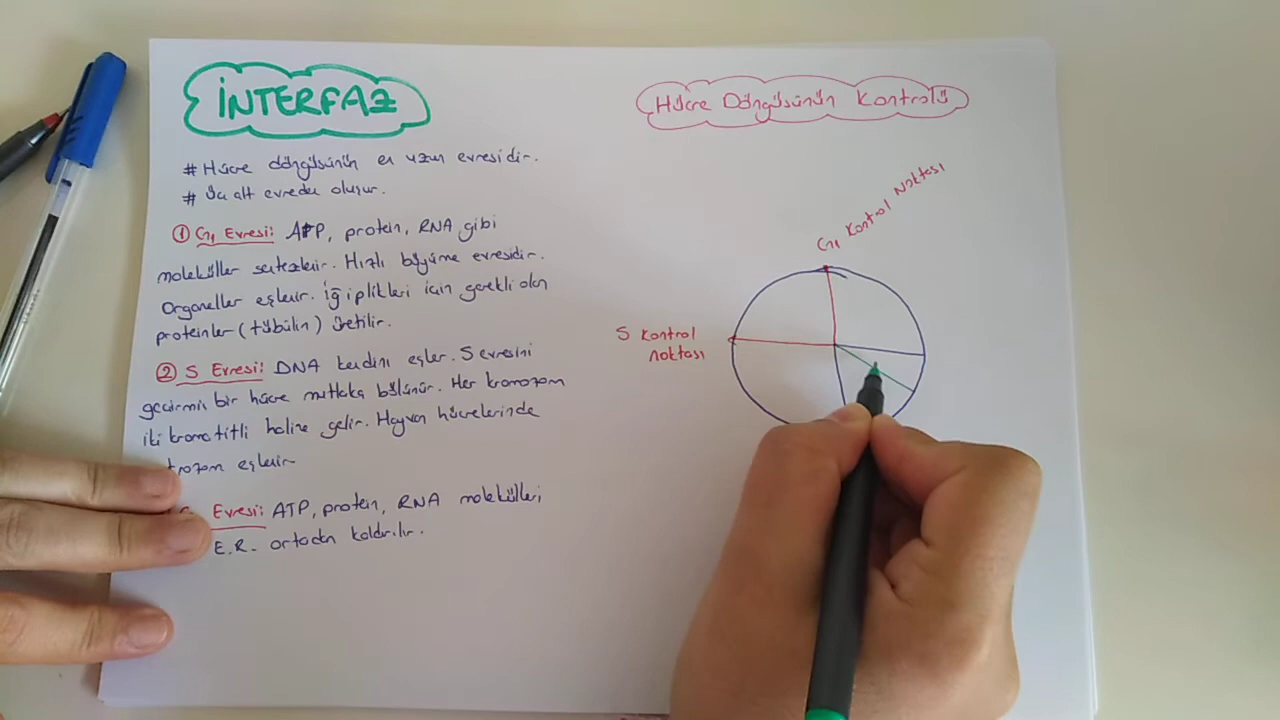 İNTERFAZ
# Hücre döngüsünün en uzun evresidir.
# Üç alt evreden oluşur.
① G₁ Evresi: ATP, protein, RNA gibi
moleküller sentezlenir. Hızlı büyüme evresidir.
Organeller eşlenir. İğ iplikleri için gerekli olan
proteinler (tübülin) üretilir.
② S Evresi: DNA kendini eşler. S evresini
geçirmiş bir hücre mutlaka bölünür. Her kromozom
iki kromatitli haline gelir. Hayvan hücrelerinde
trozom eşlenir
Evresi: ATP, protein, RNA molekülleri
E.R. ortadan kaldırılır.
Hücre Döngüsünün Kontrolü
G₁ Kontrol Noktası
S Kontrol
noktası